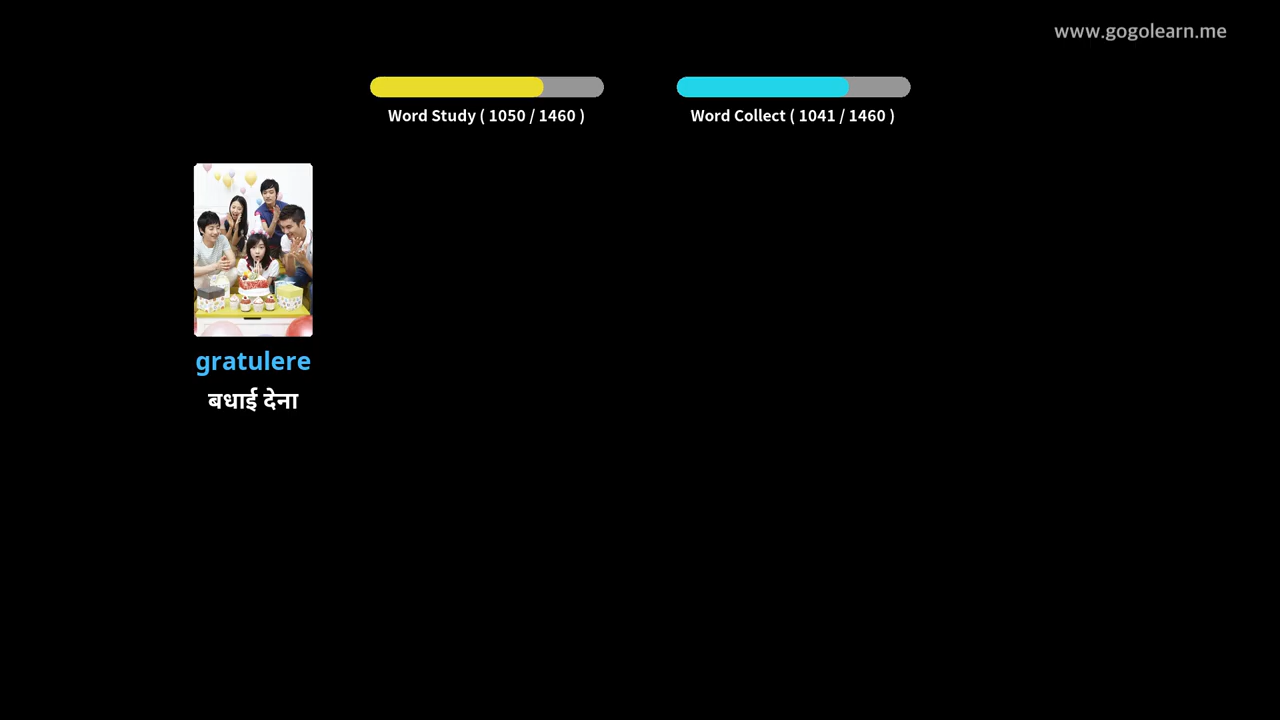 www.gogolearn.me
Word Study ( 1050 / 1460 )
Word Collect ( 1041 / 1460 )
gratulere
बधाई देना